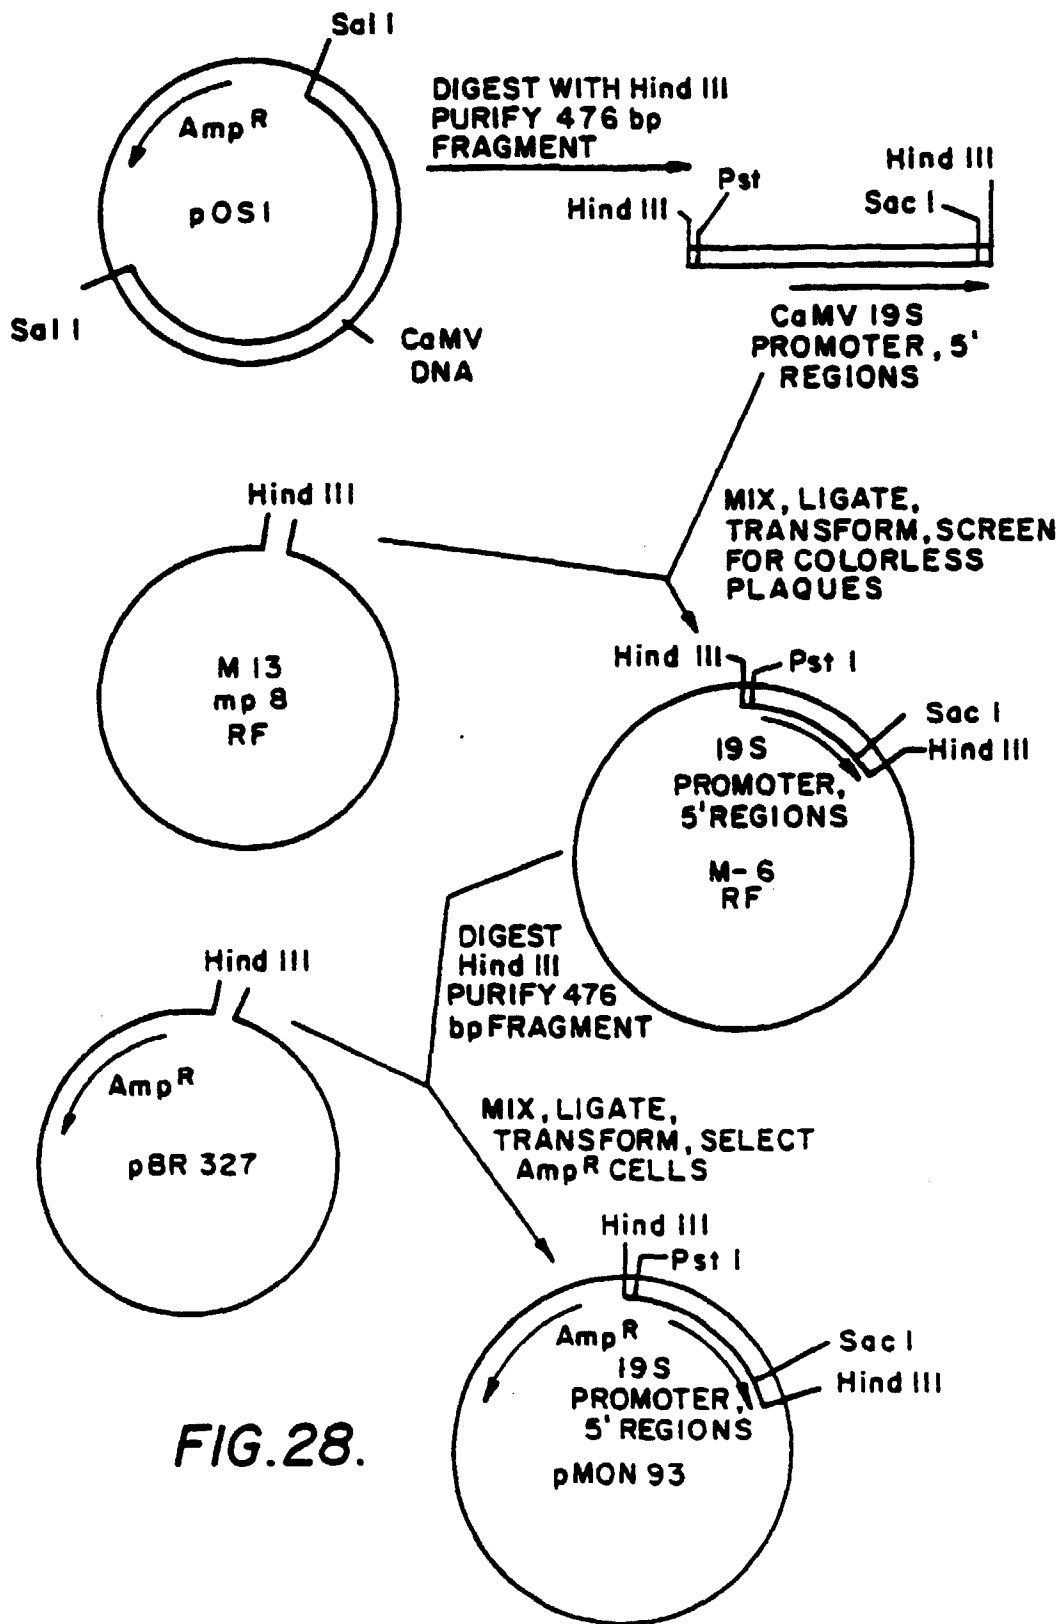 Sal I
Amp R
pOS1
Sal I
CaMV
DNA
DIGEST WITH Hind III
PURIFY 476 bp
FRAGMENT
Hind III
Pst
Sac I
Hind III
CaMV 19S
PROMOTER, 5'
REGIONS
Hind III
M 13
mp 8
RF
MIX, LIGATE,
TRANSFORM, SCREEN
FOR COLORLESS
PLAQUES
Hind III
Pst I
Sac I
Hind III
19S
PROMOTER,
5' REGIONS
M-6
RF
DIGEST
Hind III
PURIFY 476
bp FRAGMENT
Hind III
Amp R
pBR 327
MIX, LIGATE,
TRANSFORM, SELECT
Amp R CELLS
Hind III
Pst I
Sac I
Hind III
Amp R
19S
PROMOTER,
5' REGIONS
pMON 93
FIG.28.